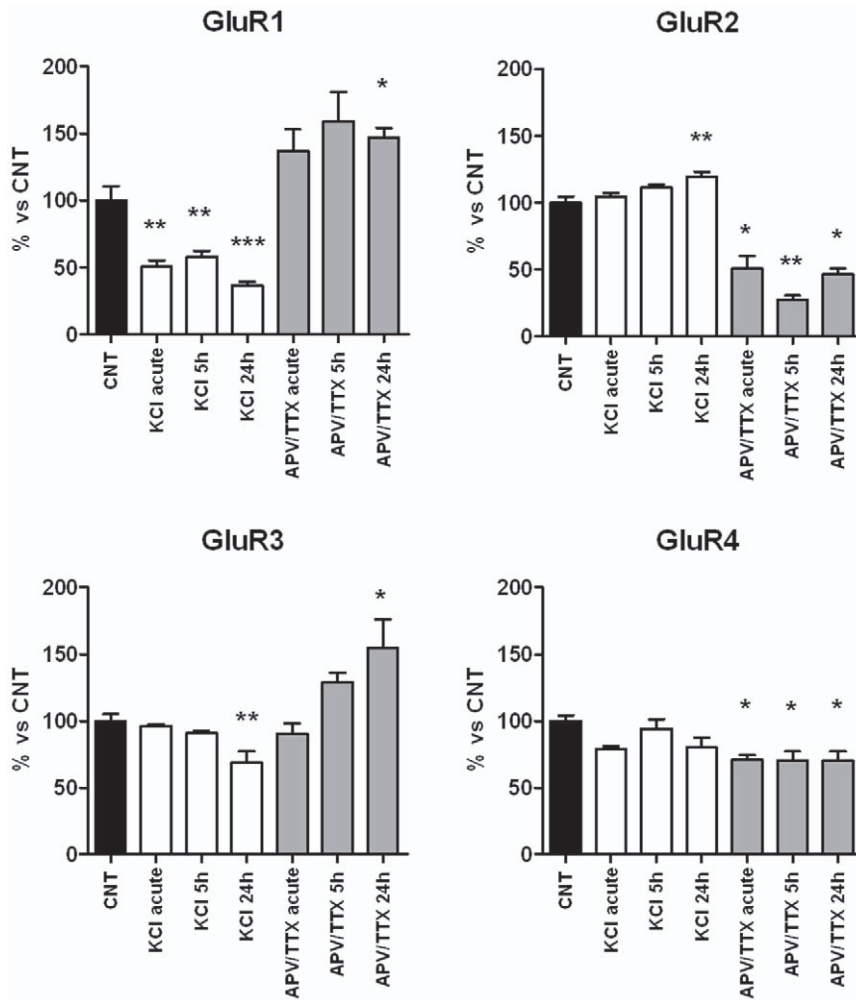 GluR1
% vs CNT
200
150
100
50
0
**
**
***
*
CNT
KCl acute
KCl 5h
KCl 24h
APV/TTX acute
APV/TTX 5h
APV/TTX 24h
GluR2
% vs CNT
200
150
100
50
0
**
*
**
*
CNT
KCl acute
KCl 5h
KCl 24h
APV/TTX acute
APV/TTX 5h
APV/TTX 24h
GluR3
% vs CNT
200
150
100
50
0
**
*
CNT
KCl acute
KCl 5h
KCl 24h
APV/TTX acute
APV/TTX 5h
APV/TTX 24h
GluR4
% vs CNT
200
150
100
50
0
*
*
*
CNT
KCl acute
KCl 5h
KCl 24h
APV/TTX acute
APV/TTX 5h
APV/TTX 24h